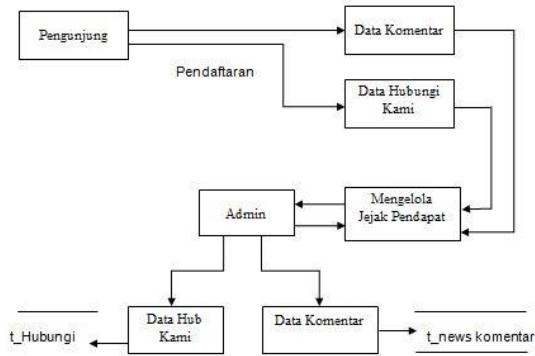 Pengunjung
Data Komentar
Pendaftaran
Data Hubungi
Kami
Mengelola
Jejak Pendapat
Admin
Data Hub
Kami
Data Komentar
t_Hubungi
t_news komentar